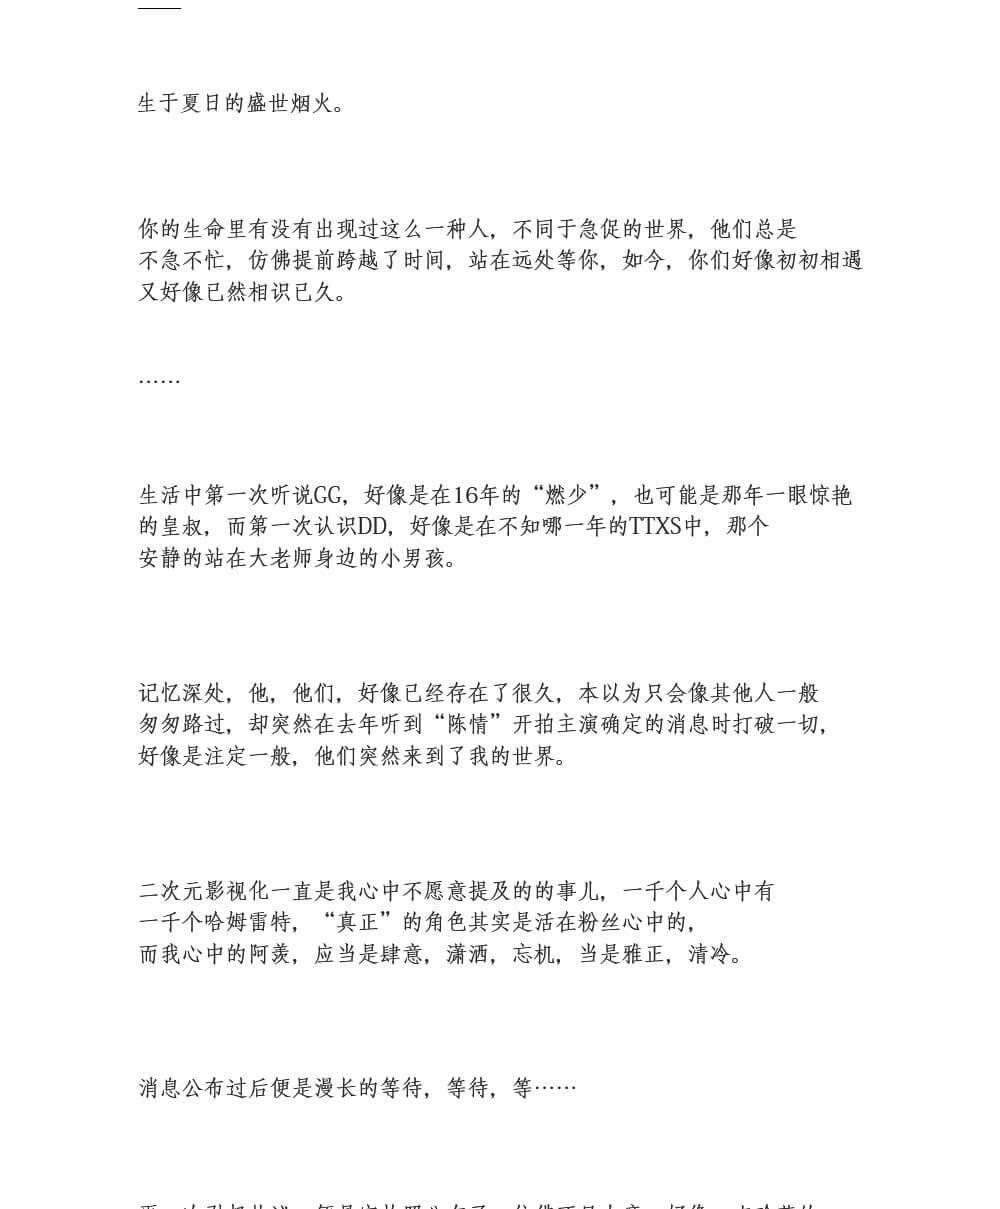 生于夏日的盛世烟火。
你的生命里有没有出现过这么一种人，不同于急促的世界，他们总是
不急不忙，仿佛提前跨越了时间，站在远处等你，如今，你们好像初初相遇
又好像已然相识已久。
……
生活中第一次听说GG，好像是在16年的“燃少”，也可能是那年一眼惊艳
的皇叔，而第一次认识DD，好像是在不知哪一年的TTXS中，那个
安静的站在大老师身边的小男孩。
记忆深处，他，他们，好像已经存在了很久，本以为只会像其他人一般
匆匆路过，却突然在去年听到“陈情”开拍主演确定的消息时打破一切，
好像是注定一般，他们突然来到了我的世界。
二次元影视化一直是我心中不愿意提及的的事儿，一千个人心中有
一千个哈姆雷特，“真正”的角色其实是活在粉丝心中的，
而我心中的阿羡，应当是肆意，潇洒，忘机，当是雅正，清冷。
消息公布过后便是漫长的等待，等待，等……